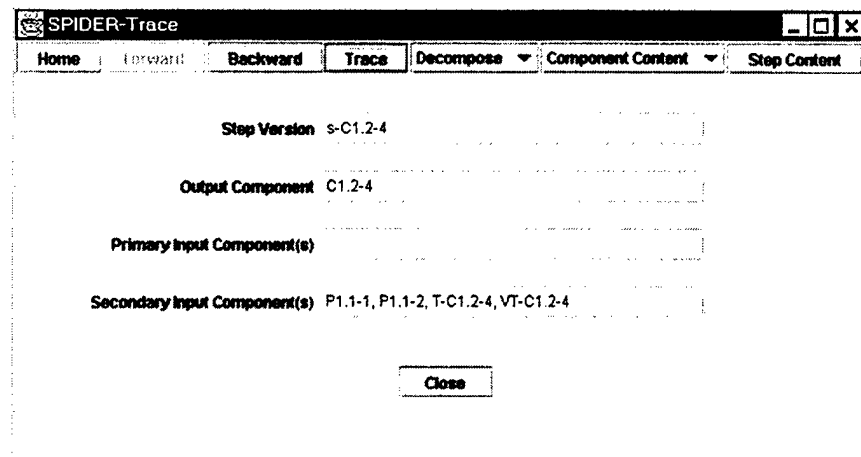 SPIDER-Trace
Home Forward Backward Trace Decompose Component Content Step Content
Step Version s-C1.2-4
Output Component C1.2-4
Primary Input Component(s)
Secondary Input Component(s) P1.1-1, P1.1-2, T-C1.2-4, VT-C1.2-4
Close